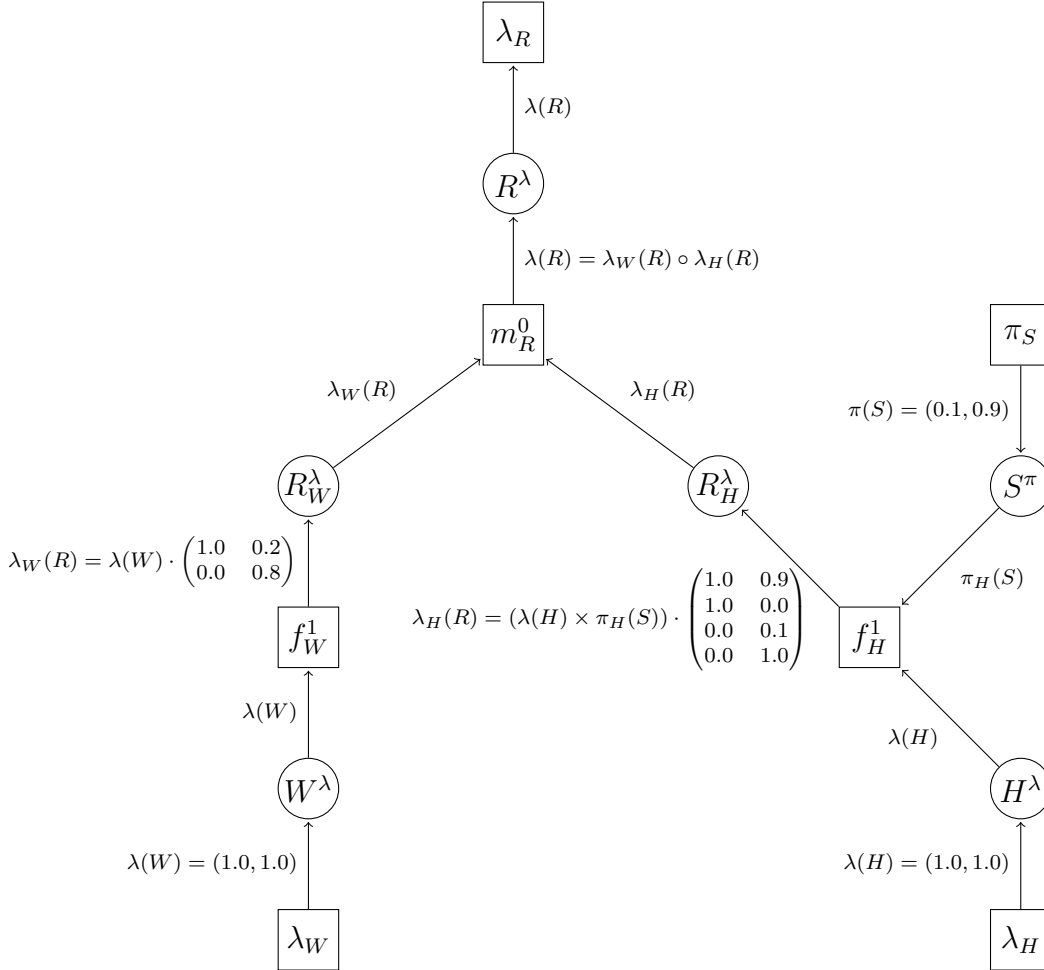 λ_R
λ(R)
R^λ
λ(R) = λ_W(R) ∘ λ_H(R)
m_R^0
π_S
λ_W(R)
λ_H(R)
π(S) = (0.1, 0.9)
R_W^λ
R_H^λ
S^π
λ_W(R) = λ(W) · (1.0 0.2
0.0 0.8)
π_H(S)
λ_H(R) = (λ(H) × π_H(S)) · (1.0 0.9
1.0 0.0
0.0 0.1
0.0 1.0)
f_W^1
f_H^1
λ(W)
λ(H)
W^λ
H^λ
λ(W) = (1.0, 1.0)
λ(H) = (1.0, 1.0)
λ_W
λ_H